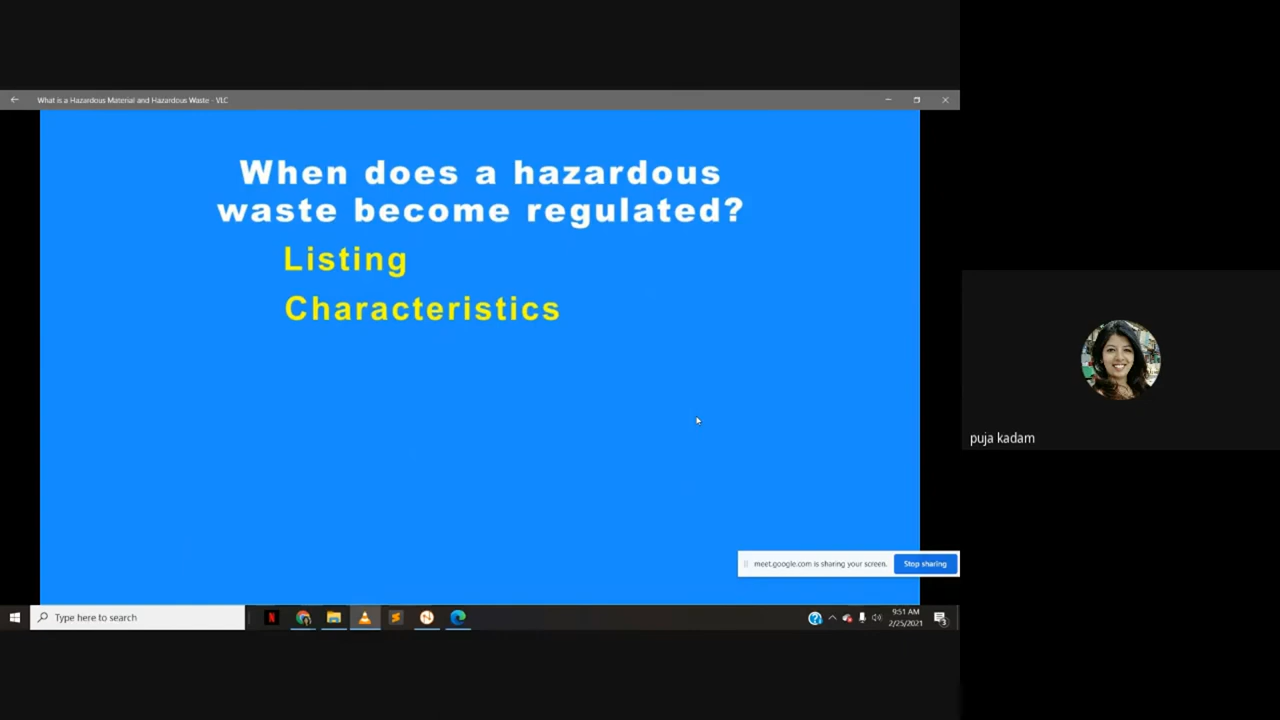 What is a Hazardous Material and Hazardous Waste - VLC
When does a hazardous
waste become regulated?
Listing
Characteristics
puja kadam
meet.google.com is sharing your screen.
Stop sharing
Type here to search
9:51 AM
2/25/2021
3